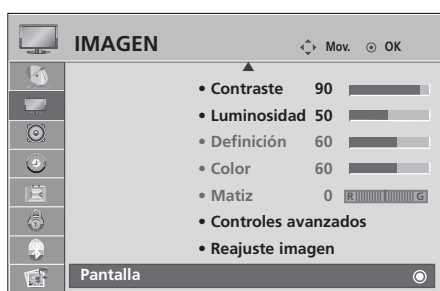 IMAGEN Mov. OK
• Contraste 90
• Luminosidad 50
• Definición 60
• Color 60
• Matiz 0 R G
• Controles avanzados
• Reajuste imagen
Pantalla